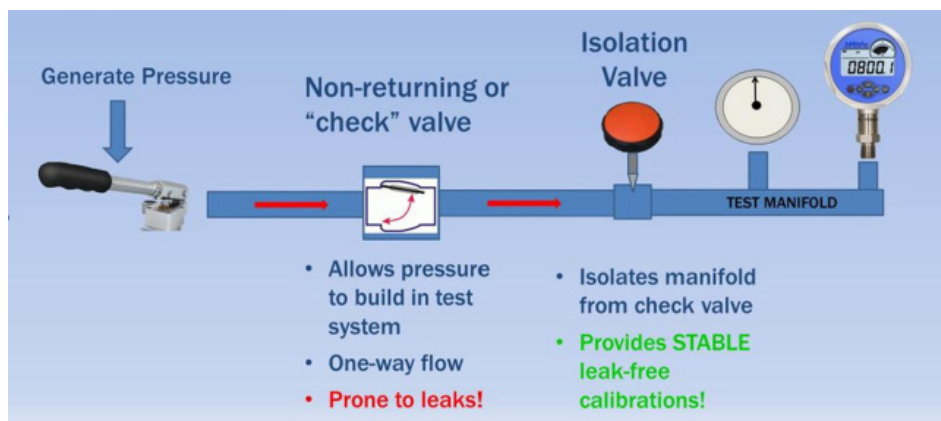 Generate Pressure
Non-returning or
“check” valve
Isolation
Valve
0800.1
TEST MANIFOLD
• Allows pressure
to build in test
system
• One-way flow
• Prone to leaks!
• Isolates manifold
from check valve
• Provides STABLE
leak-free
calibrations!